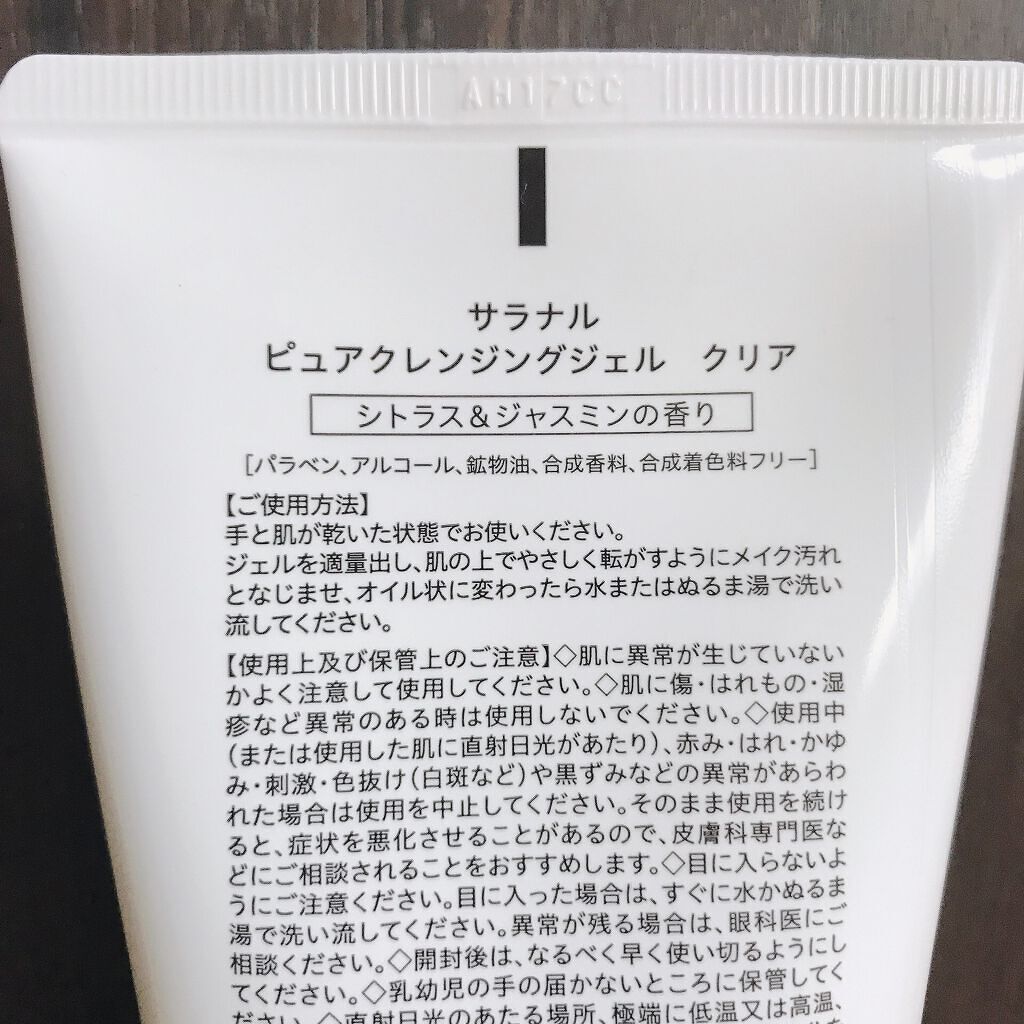 AH17CC
サラナル
ピュアクレンジングジェル　クリア
シトラス＆ジャスミンの香り
［パラベン、アルコール、鉱物油、合成香料、合成着色料フリー］
【ご使用方法】
手と肌が乾いた状態でお使いください。
ジェルを適量出し、肌の上でやさしく転がすようにメイク汚れ
となじませ、オイル状に変わったら水またはぬるま湯で洗い
流してください。
【使用上及び保管上のご注意】◇肌に異常が生じていない
かよく注意して使用してください。◇肌に傷・はれもの・湿
疹など異常のある時は使用しないでください。◇使用中
（または使用した肌に直射日光があたり）、赤み・はれ・かゆ
み・刺激・色抜け（白斑など）や黒ずみなどの異常があらわ
れた場合は使用を中止してください。そのまま使用を続け
ると、症状を悪化させることがあるので、皮膚科専門医な
どにご相談されることをおすすめします。◇目に入らないよ
うにご注意ください。目に入った場合は、すぐに水かぬるま
湯で洗い流してください。異常が残る場合は、眼科医にご
相談ください。◇開封後は、なるべく早く使い切るようにし
てください。◇乳幼児の手の届かないところに保管してく
ださい。◇直射日光のあたる場所、極端に低温又は高温、